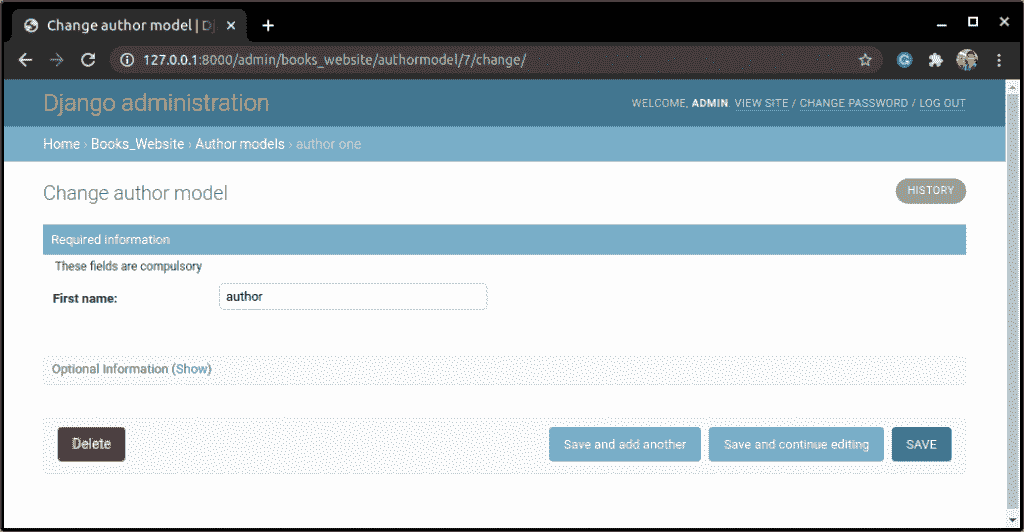 Change author model | Dj
127.0.0.1:8000/admin/books_website/authormodel/7/change/
Django administration
WELCOME, ADMIN. VIEW SITE / CHANGE PASSWORD / LOG OUT
Home › Books_Website › Author models › author one
Change author model
HISTORY
Required information
These fields are compulsory
First name: author
Optional Information (Show)
Delete Save and add another Save and continue editing SAVE